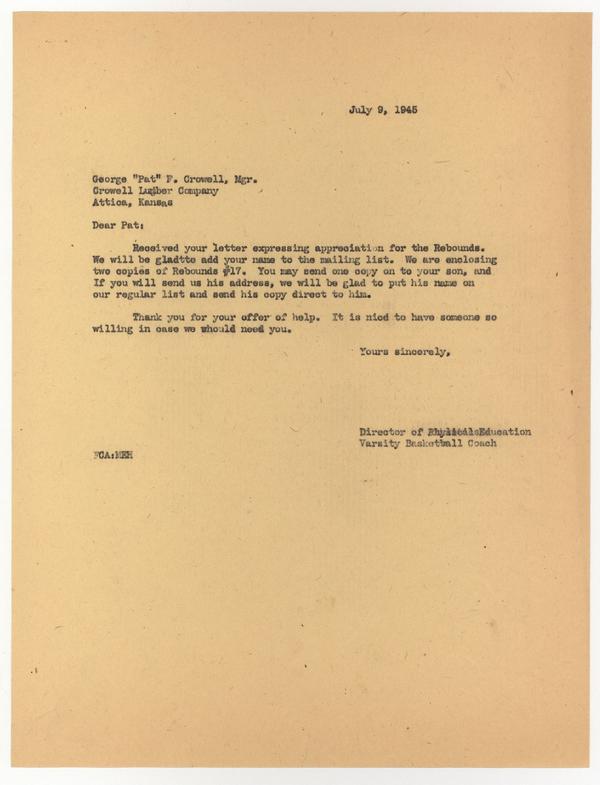 July 9, 1945
George "Pat" F. Crowell, Mgr.
Crowell Lumber Company
Attica, Kansas
Dear Pat:
Received your letter expressing appreciation for the Rebounds.
We will be gladtto add your name to the mailing list. We are enclosing
two copies of Rebounds #17. You may send one copy on to your son, and
If you will send us his address, we will be glad to put his name on
our regular list and send his copy direct to him.
Thank you for your offer of help. It is nicd to have someone so
willing in case we whould need you.
Yours sincerely,
Director of Physical Education
Varsity Basketball Coach
FCA:MEH